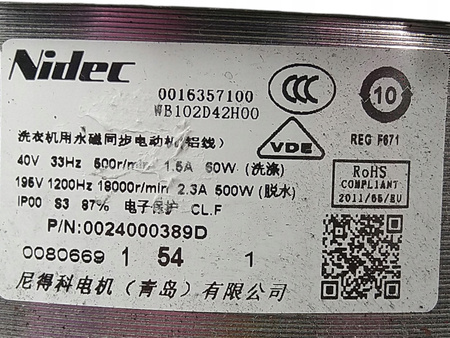 Nidec
0016357100
WB102D42H00
CCC
10
VDE
REG F671
洗衣机用永磁同步电动机(铝线)
40V 33Hz 500r/min 1.5A 60W (洗涤)
195V 1200Hz 18000r/min 2.3A 500W (脱水)
IP00 S3 87% 电子保护 CL.F
RoHS
COMPLIANT
2011/65/EU
P/N:0024000389D
0080669 1 54 1
尼得科电机（青岛）有限公司